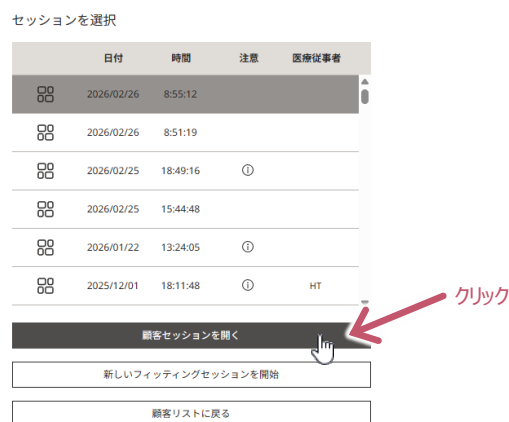 セッションを選択
日付 時間 注意 医療従事者
2026/02/26 8:55:12
2026/02/26 8:51:19
2026/02/25 18:49:16
2026/02/25 15:44:48
2026/01/22 13:24:05
2025/12/01 18:11:48 HT
クリック
顧客セッションを開く
新しいフィッティングセッションを開始
顧客リストに戻る